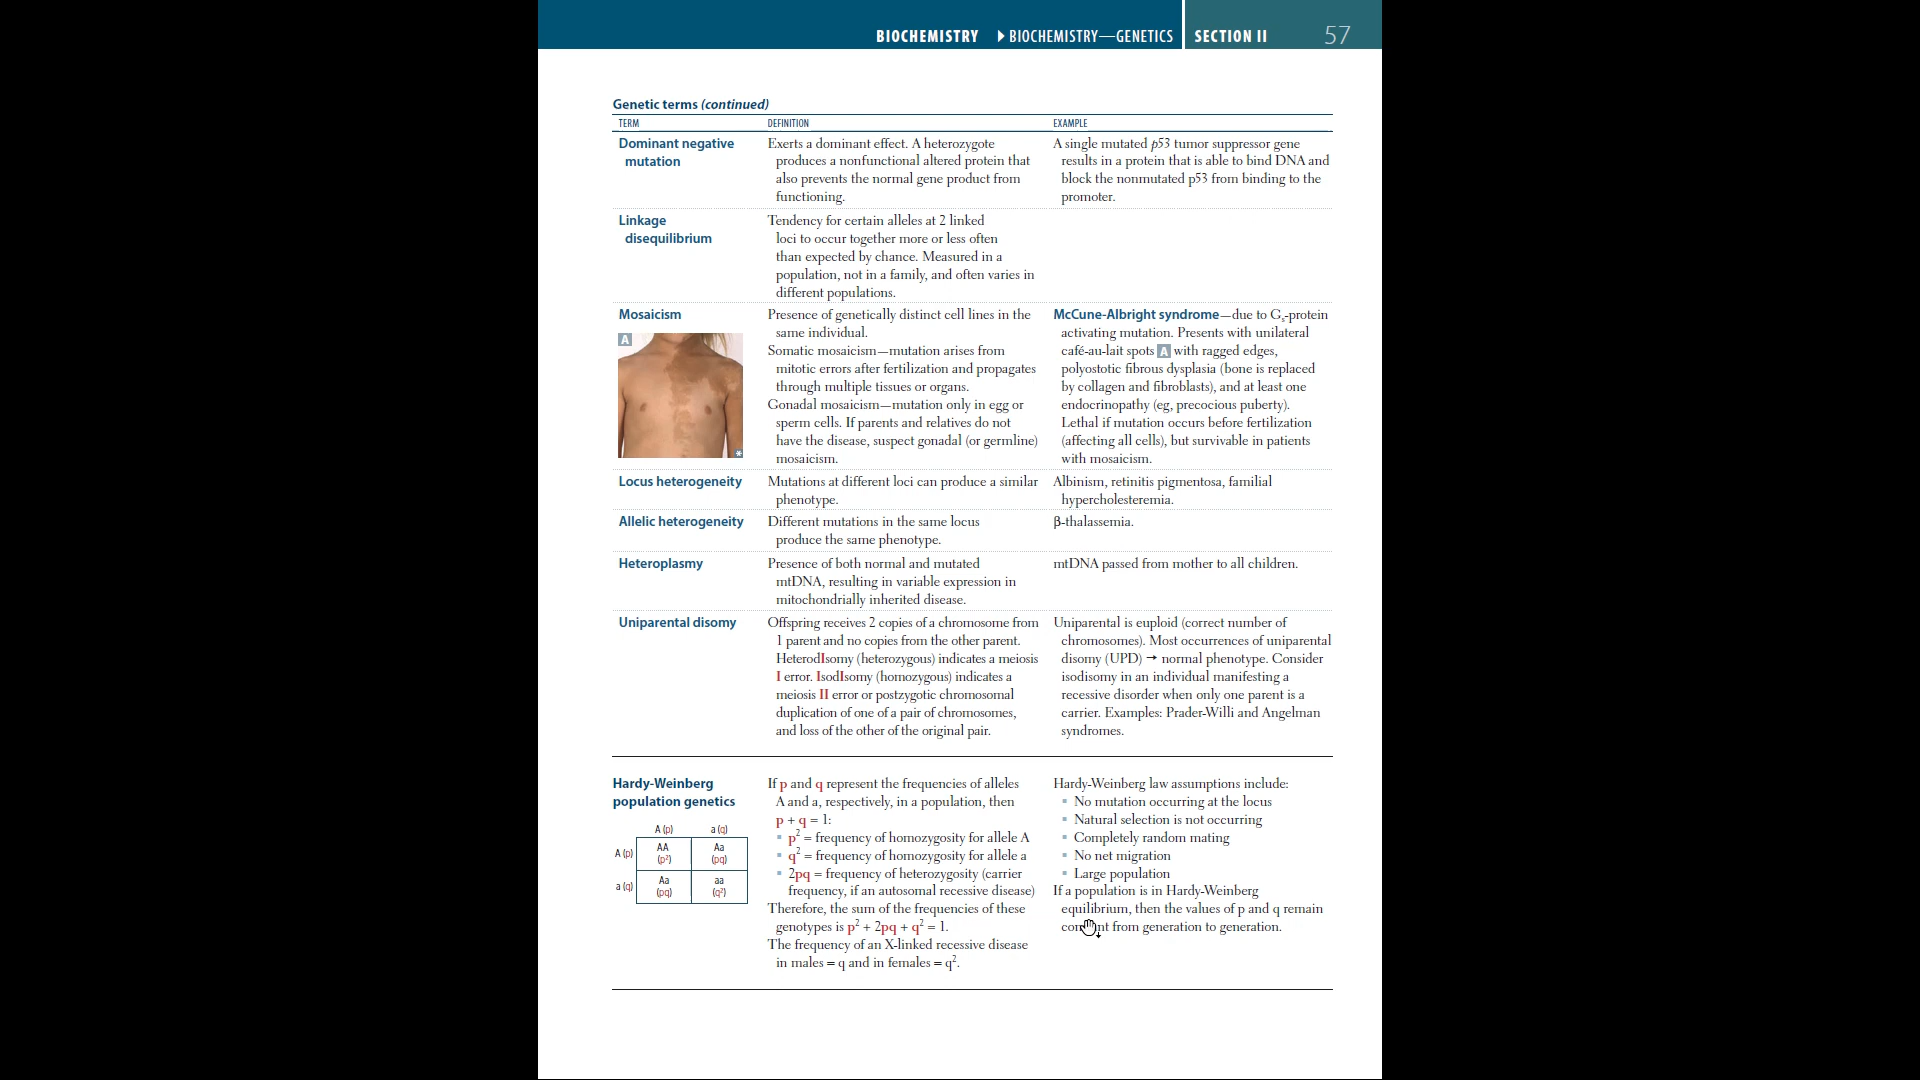 BIOCHEMISTRY ▶ BIOCHEMISTRY—GENETICS SECTION II 57
Genetic terms (continued)
TERM DEFINITION EXAMPLE
Dominant negative
mutation
Exerts a dominant effect. A heterozygote
produces a nonfunctional altered protein that
also prevents the normal gene product from
functioning.
A single mutated p53 tumor suppressor gene
results in a protein that is able to bind DNA and
block the nonmutated p53 from binding to the
promoter.
Linkage
disequilibrium
Tendency for certain alleles at 2 linked
loci to occur together more or less often
than expected by chance. Measured in a
population, not in a family, and often varies in
different populations.
Mosaicism
A
Presence of genetically distinct cell lines in the
same individual.
Somatic mosaicism—mutation arises from
mitotic errors after fertilization and propagates
through multiple tissues or organs.
Gonadal mosaicism—mutation only in egg or
sperm cells. If parents and relatives do not
have the disease, suspect gonadal (or germline)
mosaicism.
McCune-Albright syndrome—due to Gs-protein
activating mutation. Presents with unilateral
café-au-lait spots A with ragged edges,
polyostotic fibrous dysplasia (bone is replaced
by collagen and fibroblasts), and at least one
endocrinopathy (eg, precocious puberty).
Lethal if mutation occurs before fertilization
(affecting all cells), but survivable in patients
with mosaicism.
Locus heterogeneity
Mutations at different loci can produce a similar
phenotype.
Albinism, retinitis pigmentosa, familial
hypercholesteremia.
Allelic heterogeneity
Different mutations in the same locus
produce the same phenotype.
β-thalassemia.
Heteroplasmy
Presence of both normal and mutated
mtDNA, resulting in variable expression in
mitochondrially inherited disease.
mtDNA passed from mother to all children.
Uniparental disomy
Offspring receives 2 copies of a chromosome from
1 parent and no copies from the other parent.
HeterodIsomy (heterozygous) indicates a meiosis
I error. IsodIsomy (homozygous) indicates a
meiosis II error or postzygotic chromosomal
duplication of one of a pair of chromosomes,
and loss of the other of the original pair.
Uniparental is euploid (correct number of
chromosomes). Most occurrences of uniparental
disomy (UPD) → normal phenotype. Consider
isodisomy in an individual manifesting a
recessive disorder when only one parent is a
carrier. Examples: Prader-Willi and Angelman
syndromes.
Hardy-Weinberg
population genetics
A (p) a (q)
A (p) AA (p²) Aa (pq)
a (q) Aa (pq) aa (q²)
If p and q represent the frequencies of alleles
A and a, respectively, in a population, then
p + q = 1:
▪ p² = frequency of homozygosity for allele A
▪ q² = frequency of homozygosity for allele a
▪ 2pq = frequency of heterozygosity (carrier
frequency, if an autosomal recessive disease)
Therefore, the sum of the frequencies of these
genotypes is p² + 2pq + q² = 1.
The frequency of an X-linked recessive disease
in males = q and in females = q².
Hardy-Weinberg law assumptions include:
▪ No mutation occurring at the locus
▪ Natural selection is not occurring
▪ Completely random mating
▪ No net migration
▪ Large population
If a population is in Hardy-Weinberg
equilibrium, then the values of p and q remain
constant from generation to generation.